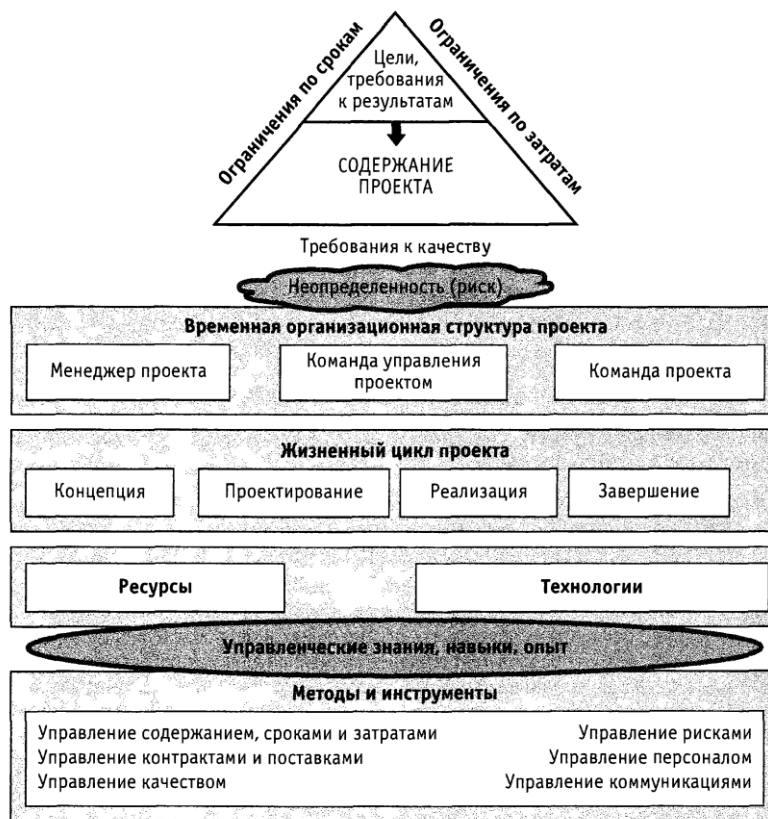 Ограничения по срокам
Ограничения по затратам
Цели,
требования
к результатам
СОДЕРЖАНИЕ
ПРОЕКТА
Требования к качеству
Неопределенность (риск)
Временная организационная структура проекта
Менеджер проекта
Команда управления
проектом
Команда проекта
Жизненный цикл проекта
Концепция
Проектирование
Реализация
Завершение
Ресурсы
Технологии
Управленческие знания, навыки, опыт
Методы и инструменты
Управление содержанием, сроками и затратами
Управление рисками
Управление контрактами и поставками
Управление персоналом
Управление качеством
Управление коммуникациями